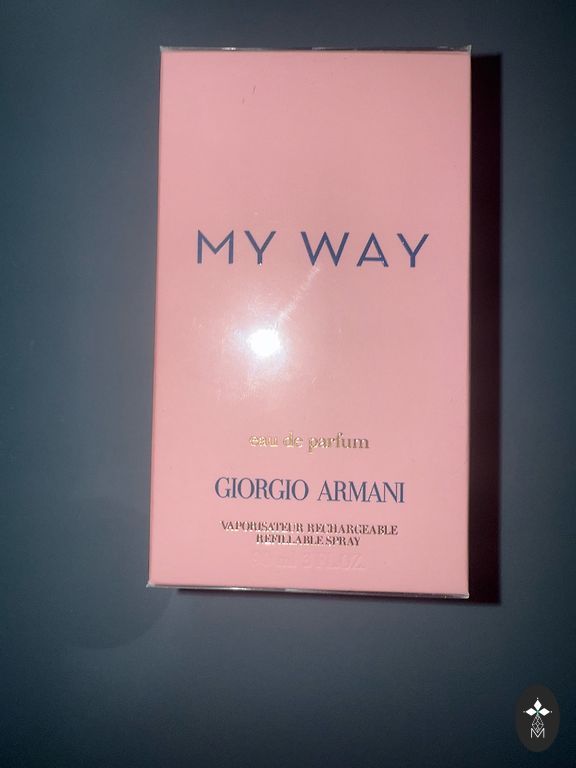 MY WAY
eau de parfum
GIORGIO ARMANI
VAPORISATEUR RECHARGEABLE
REFILLABLE SPRAY